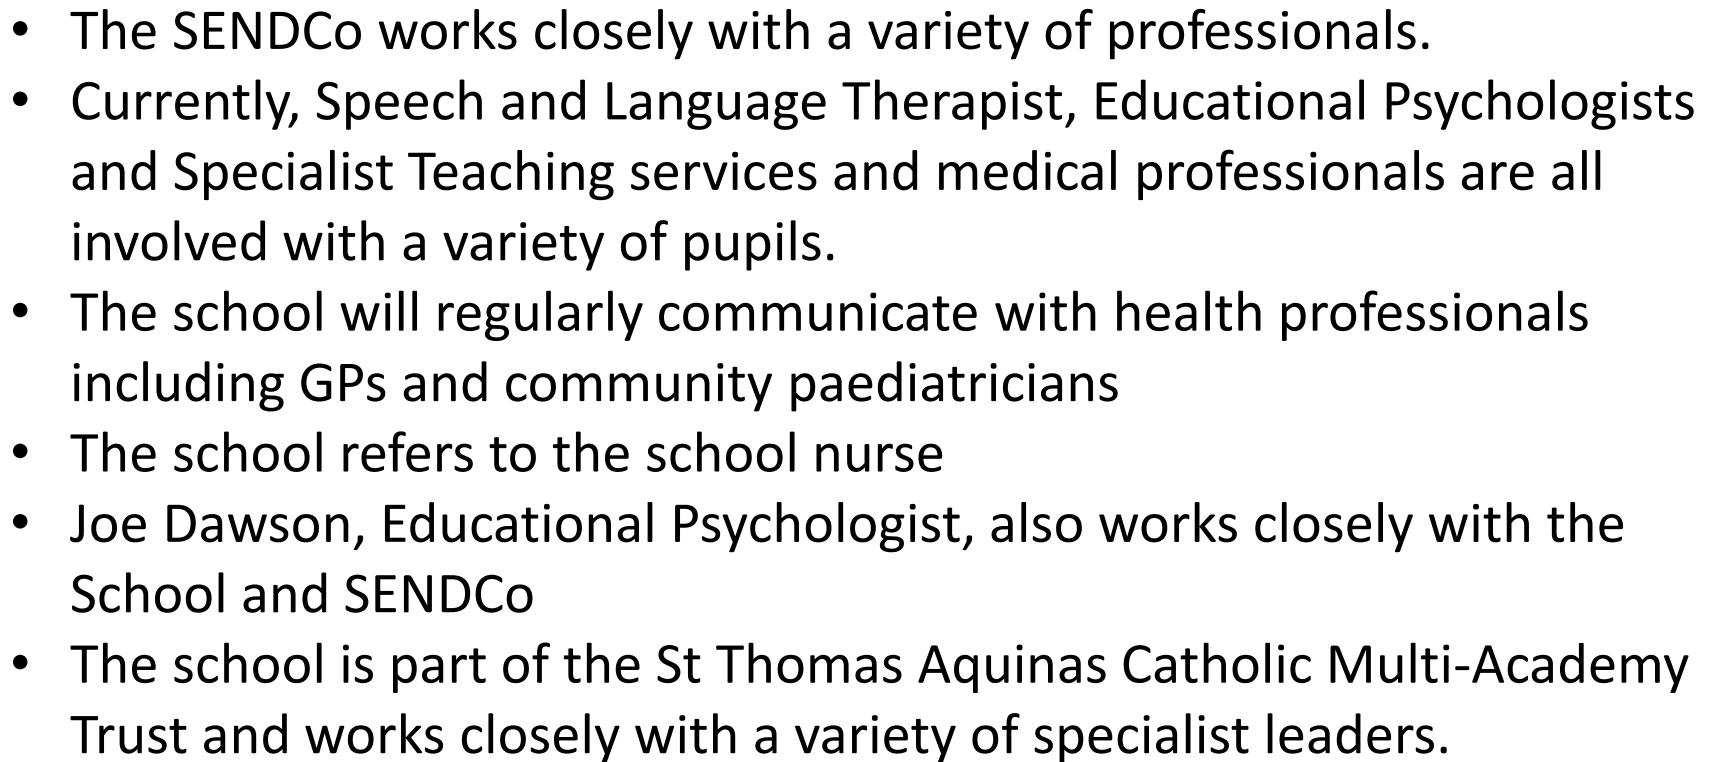 • The SENDCo works closely with a variety of professionals.
• Currently, Speech and Language Therapist, Educational Psychologists
and Specialist Teaching services and medical professionals are all
involved with a variety of pupils.
• The school will regularly communicate with health professionals
including GPs and community paediatricians
• The school refers to the school nurse
• Joe Dawson, Educational Psychologist, also works closely with the
School and SENDCo
• The school is part of the St Thomas Aquinas Catholic Multi-Academy
Trust and works closely with a variety of specialist leaders.